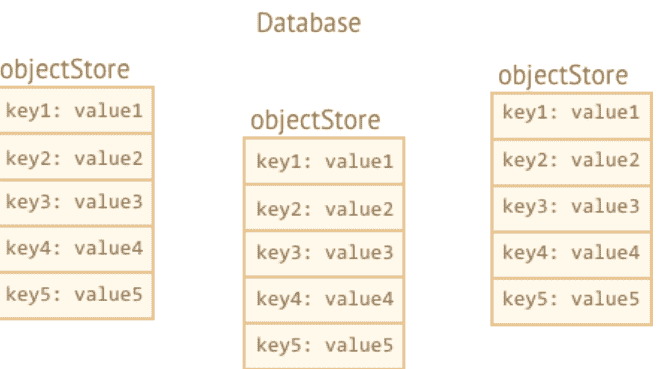 Database
objectStore
key1: value1
key2: value2
key3: value3
key4: value4
key5: value5
objectStore
key1: value1
key2: value2
key3: value3
key4: value4
key5: value5
objectStore
key1: value1
key2: value2
key3: value3
key4: value4
key5: value5